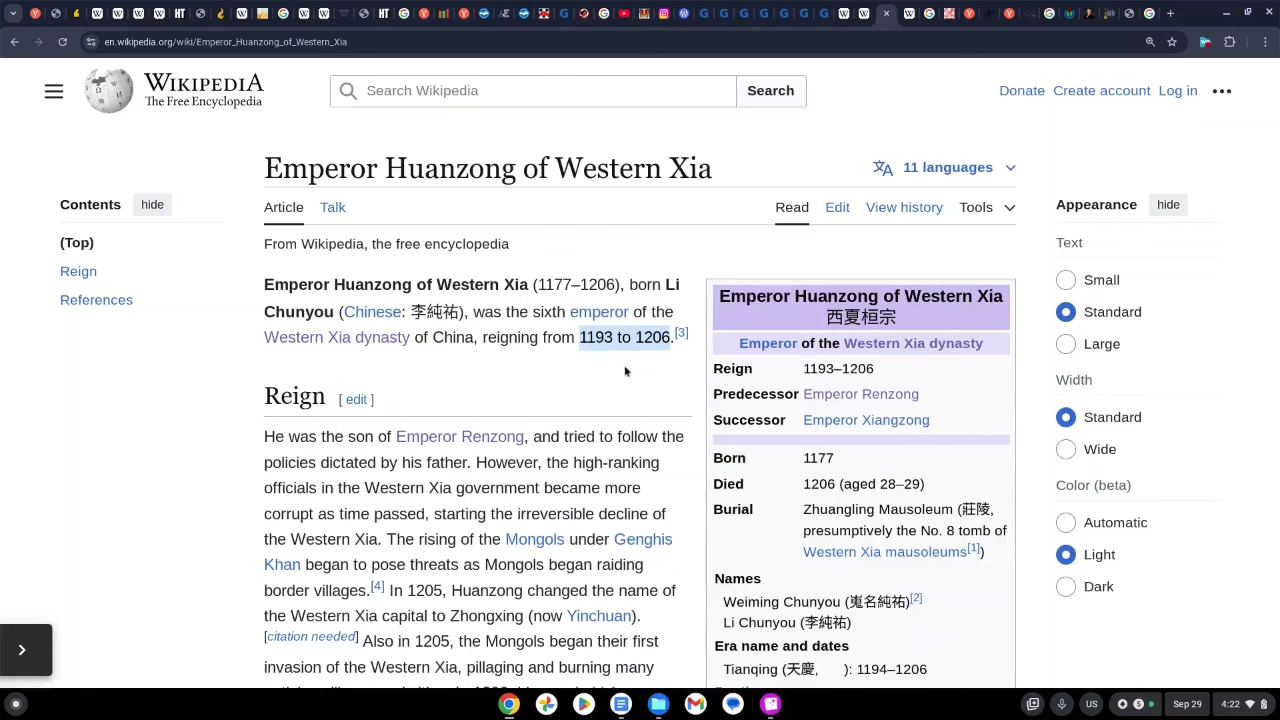 en.wikipedia.org/wiki/Emperor_Huanzong_of_Western_Xia
WIKIPEDIA
The Free Encyclopedia
Search Wikipedia
Search
Donate Create account Log in
Emperor Huanzong of Western Xia
11 languages
Article Talk
Read Edit View history Tools
From Wikipedia, the free encyclopedia
Contents hide
(Top)
Reign
References
Emperor Huanzong of Western Xia (1177–1206), born Li
Chunyou (Chinese: 李純祐), was the sixth emperor of the
Western Xia dynasty of China, reigning from 1193 to 1206.[3]
Reign [ edit ]
He was the son of Emperor Renzong, and tried to follow the
policies dictated by his father. However, the high-ranking
officials in the Western Xia government became more
corrupt as time passed, starting the irreversible decline of
the Western Xia. The rising of the Mongols under Genghis
Khan began to pose threats as Mongols began raiding
border villages.[4] In 1205, Huanzong changed the name of
the Western Xia capital to Zhongxing (now Yinchuan).
[citation needed] Also in 1205, the Mongols began their first
invasion of the Western Xia, pillaging and burning many
Emperor Huanzong of Western Xia
西夏桓宗
Emperor of the Western Xia dynasty
Reign 1193–1206
Predecessor Emperor Renzong
Successor Emperor Xiangzong
Born 1177
Died 1206 (aged 28–29)
Burial Zhuangling Mausoleum (莊陵,
presumptively the No. 8 tomb of
Western Xia mausoleums[1])
Names
Weiming Chunyou (嵬名純祐)[2]
Li Chunyou (李純祐)
Era name and dates
Tianqing (天慶, ): 1194–1206
Appearance hide
Text
Small
Standard
Large
Width
Standard
Wide
Color (beta)
Automatic
Light
Dark
US
5
Sep 29
4:22